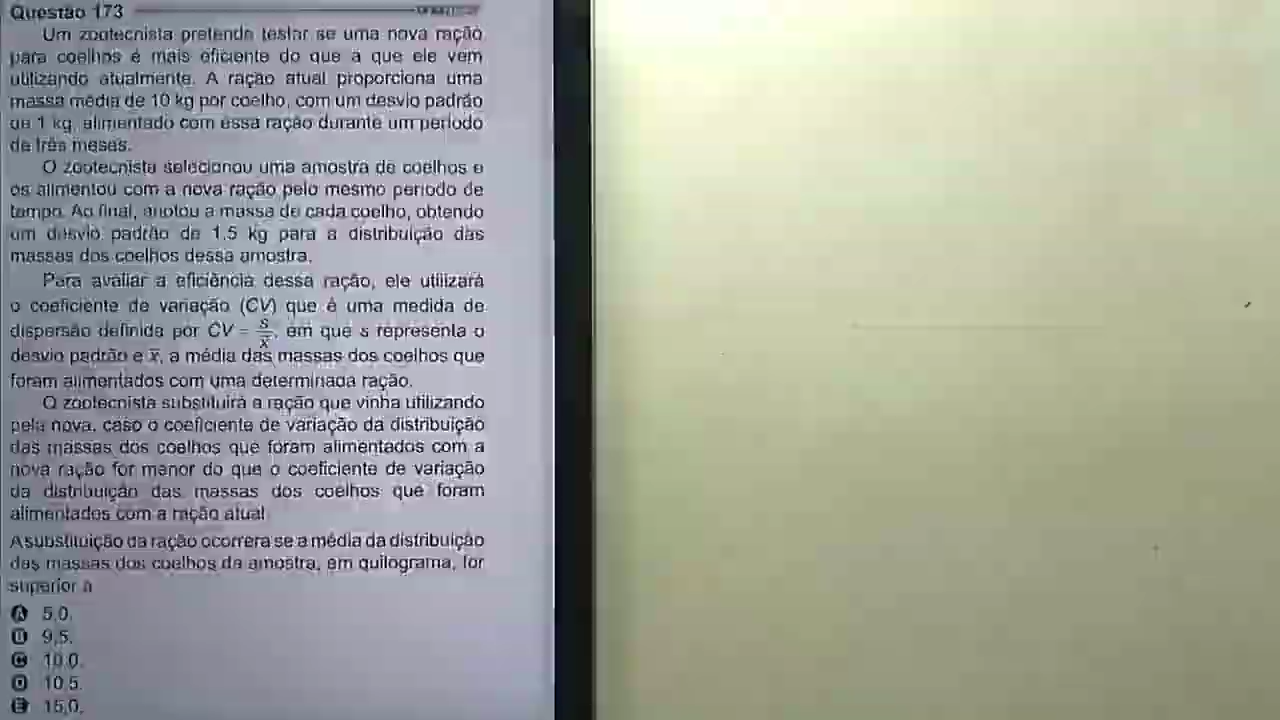 Questão 173
Um zootecnista pretende testar se uma nova ração
para coelhos é mais eficiente do que a que ele vem
utilizando atualmente. A ração atual proporciona uma
massa média de 10 kg por coelho, com um desvio padrão
de 1 kg, alimentado com essa ração durante um período
de três meses.
O zootecnista selecionou uma amostra de coelhos e
os alimentou com a nova ração pelo mesmo período de
tempo. Ao final, anotou a massa de cada coelho, obtendo
um desvio padrão de 1,5 kg para a distribuição das
massas dos coelhos dessa amostra.
Para avaliar a eficiência dessa ração, ele utilizará
o coeficiente de variação (CV) que é uma medida de
dispersão definida por CV = s/x̅, em que s representa o
desvio padrão e x̅, a média das massas dos coelhos que
foram alimentados com uma determinada ração.
O zootecnista substituirá a ração que vinha utilizando
pela nova, caso o coeficiente de variação da distribuição
das massas dos coelhos que foram alimentados com a
nova ração for menor do que o coeficiente de variação
da distribuição das massas dos coelhos que foram
alimentados com a ração atual.
A substituição da ração ocorrerá se a média da distribuição
das massas dos coelhos da amostra, em quilograma, for
superior a
A 5,0.
B 9,5.
C 10,0.
D 10,5.
E 15,0.